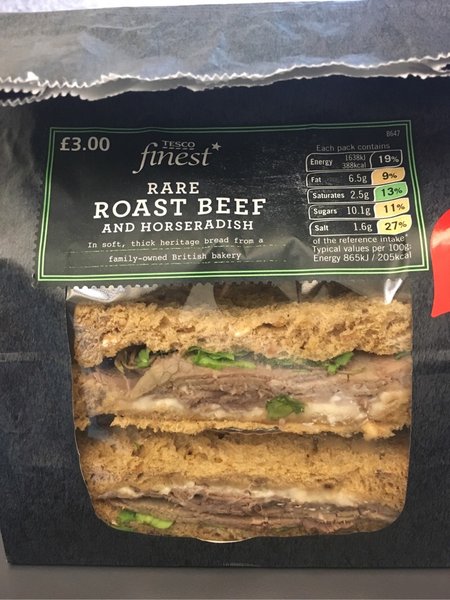 £3.00
TESCO
finest*
RARE
ROAST BEEF
AND HORSERADISH
In soft, thick heritage bread from a
family-owned British bakery
B647
Each pack contains
Energy 1638kJ 388kcal 19%
Fat 6.5g 9%
Saturates 2.5g 13%
Sugars 10.1g 11%
Salt 1.6g 27%
of the reference intake*
Typical values per 100g:
Energy 865kJ / 205kcal